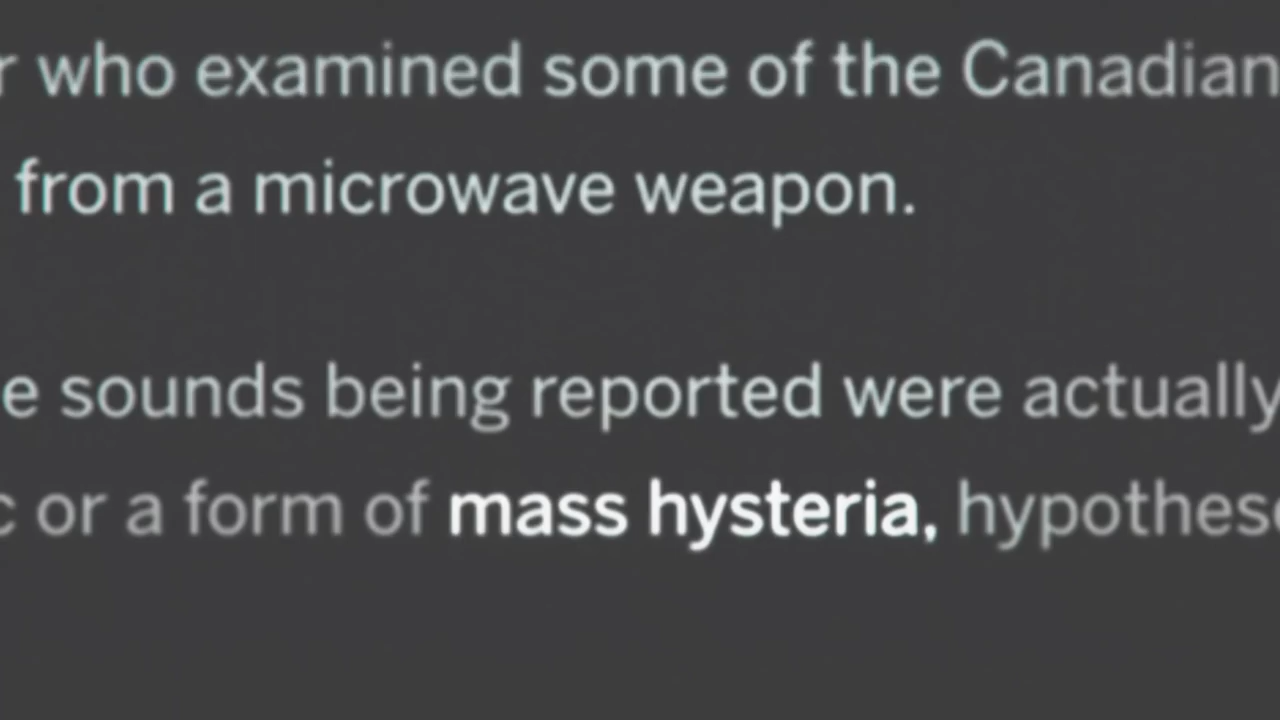 who examined some of the Canadian
from a microwave weapon.
sounds being reported were actually
or a form of mass hysteria,